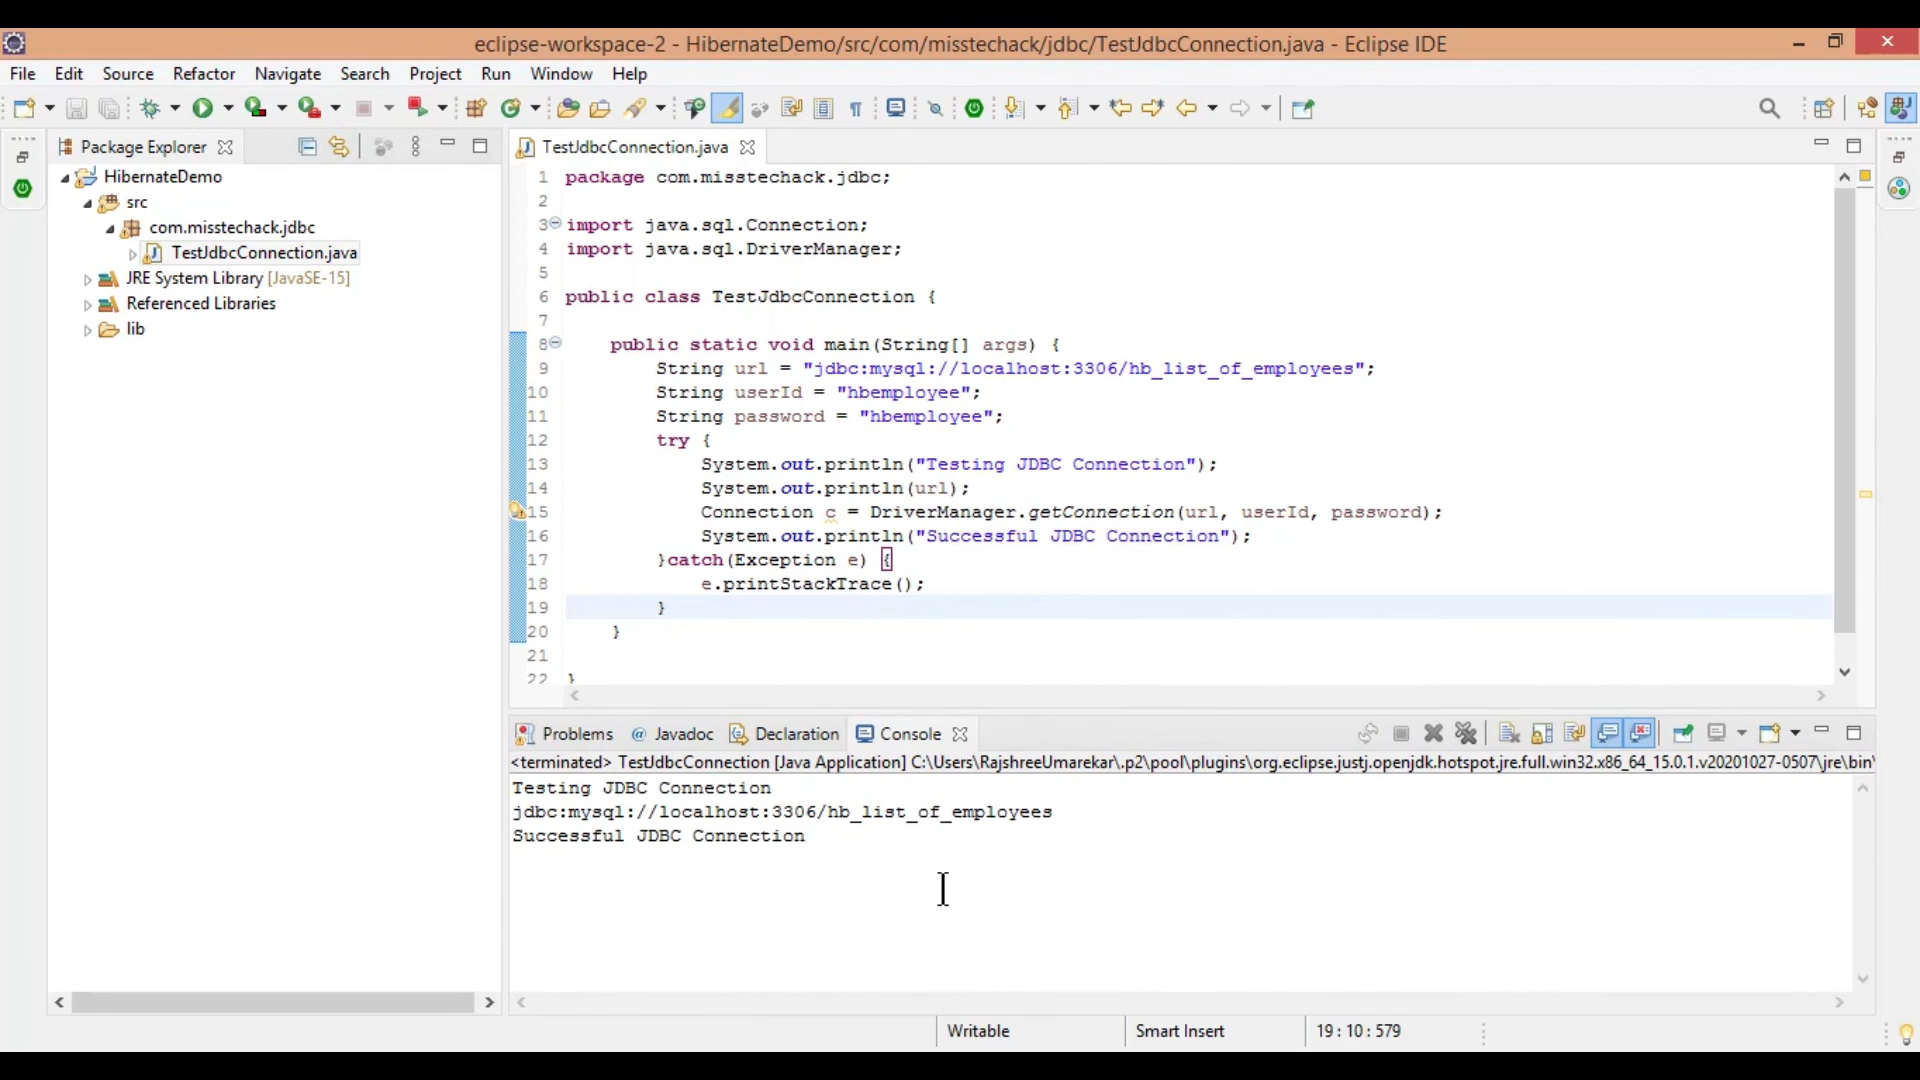 eclipse-workspace-2 - HibernateDemo/src/com/misstechack/jdbc/TestJdbcConnection.java - Eclipse IDE
File Edit Source Refactor Navigate Search Project Run Window Help
Package Explorer
HibernateDemo
src
com.misstechack.jdbc
TestJdbcConnection.java
JRE System Library [JavaSE-15]
Referenced Libraries
lib
TestJdbcConnection.java
1 package com.misstechack.jdbc;
2
3 import java.sql.Connection;
4 import java.sql.DriverManager;
5
6 public class TestJdbcConnection {
7
8 public static void main(String[] args) {
9 String url = "jdbc:mysql://localhost:3306/hb_list_of_employees";
10 String userId = "hbemployee";
11 String password = "hbemployee";
12 try {
13 System.out.println("Testing JDBC Connection");
14 System.out.println(url);
15 Connection c = DriverManager.getConnection(url, userId, password);
16 System.out.println("Successful JDBC Connection");
17 }catch(Exception e) {
18 e.printStackTrace();
19 }
20 }
21
22 }
Problems @ Javadoc Declaration Console
<terminated> TestJdbcConnection [Java Application] C:\Users\RajshreeUmarekar\.p2\pool\plugins\org.eclipse.justj.openjdk.hotspot.jre.full.win32.x86_64_15.0.1.v20201027-0507\jre\bin\
Testing JDBC Connection
jdbc:mysql://localhost:3306/hb_list_of_employees
Successful JDBC Connection
Writable Smart Insert 19 : 10 : 579